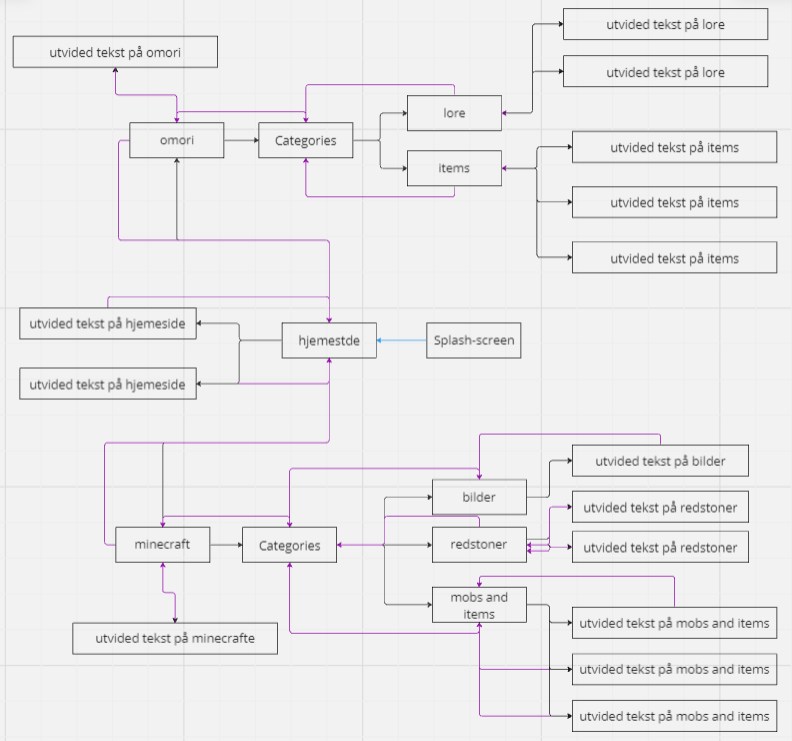 utvided tekst på lore
utvided tekst på omori
utvided tekst på lore
lore
omori
Categories
utvided tekst på items
items
utvided tekst på items
utvided tekst på items
utvided tekst på hjemeside
hjemestde
Splash-screen
utvided tekst på hjemeside
utvided tekst på bilder
bilder
utvided tekst på redstoner
minecraft
Categories
redstoner
utvided tekst på redstoner
mobs and
items
utvided tekst på mobs and items
utvided tekst på minecrafte
utvided tekst på mobs and items
utvided tekst på mobs and items